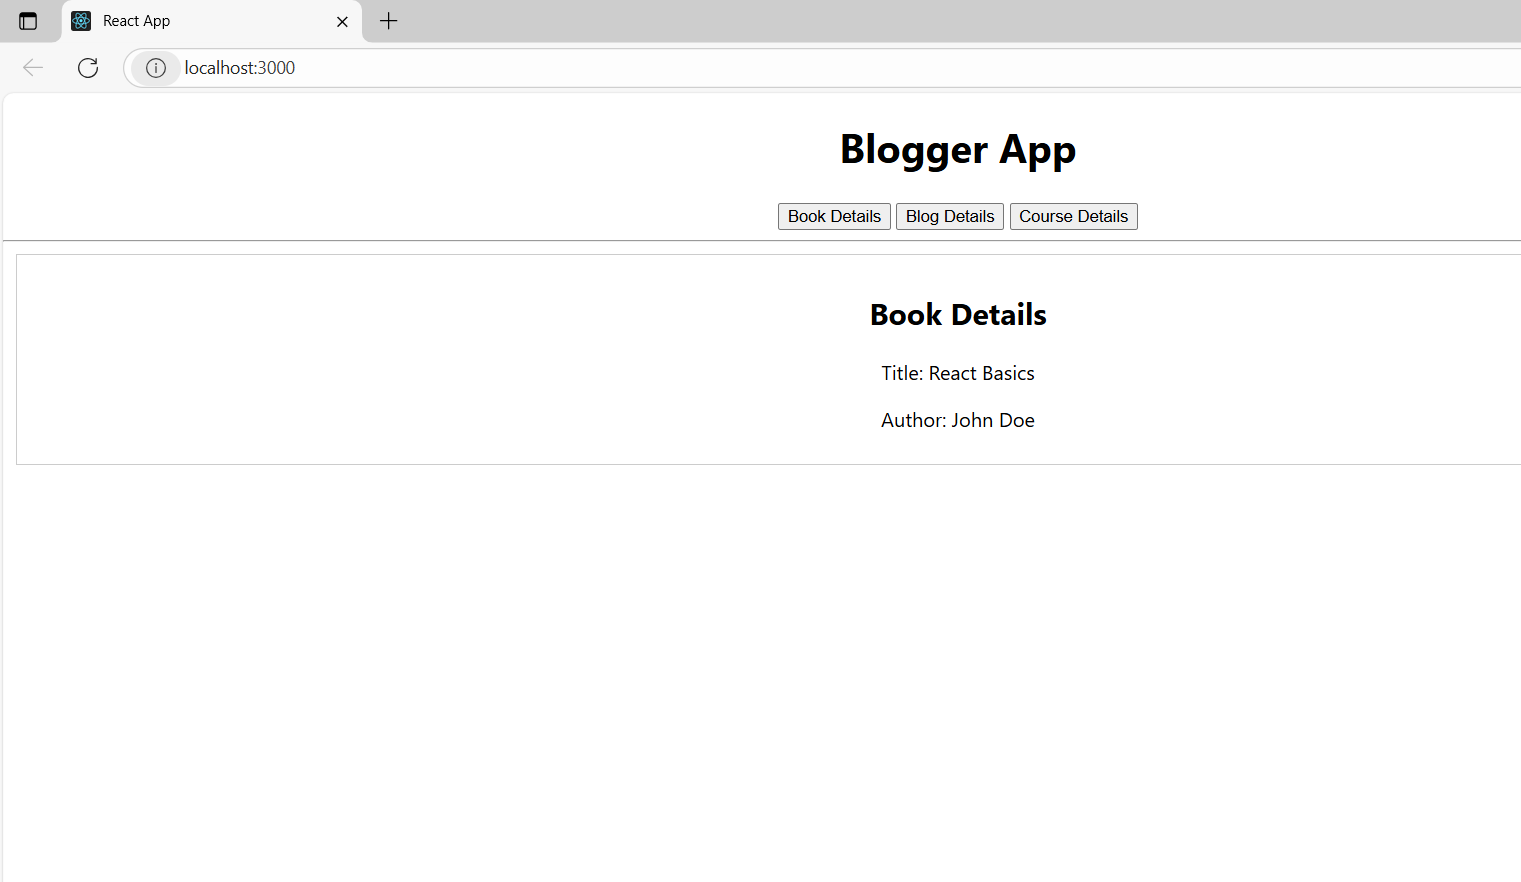 React App
localhost:3000
Blogger App
Book Details Blog Details Course Details
Book Details
Title: React Basics
Author: John Doe